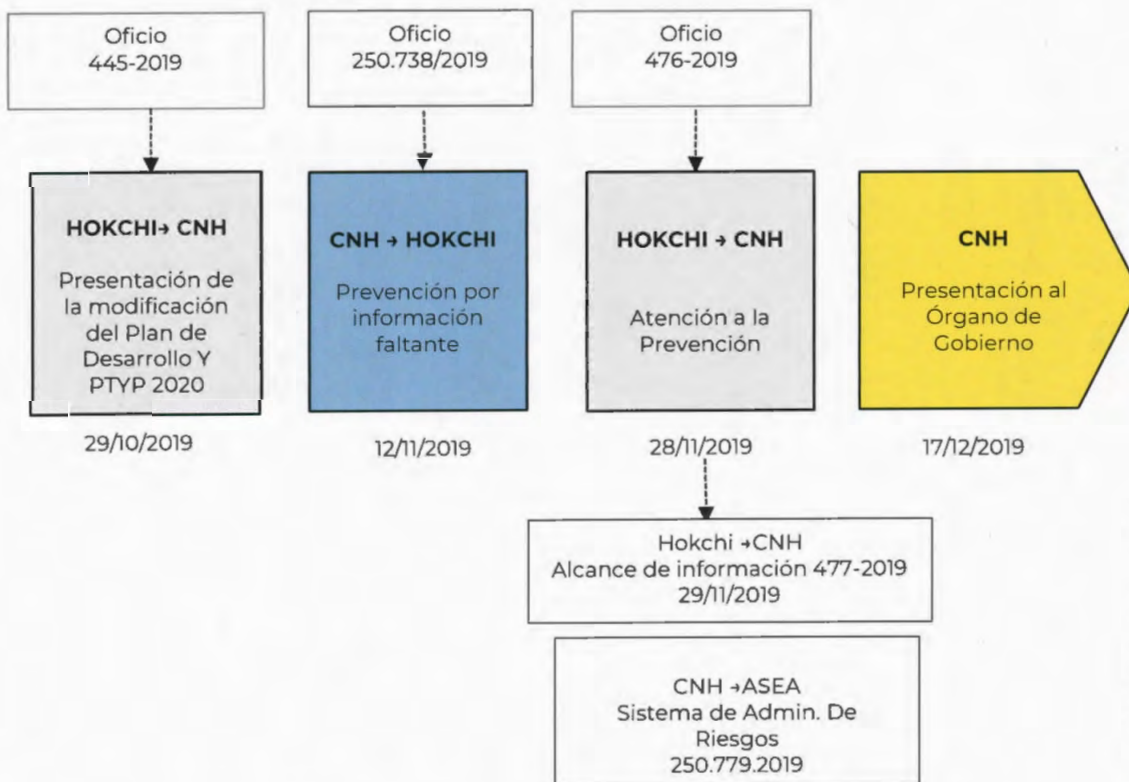 Oficio
445-2019
Oficio
250.738/2019
Oficio
476-2019
HOKCHI→ CNH
Presentación de
la modificación
del Plan de
Desarrollo Y
PTYP 2020
29/10/2019
CNH → HOKCHI
Prevención por
información
faltante
12/11/2019
HOKCHI → CNH
Atención a la
Prevención
28/11/2019
CNH
Presentación al
Órgano de
Gobierno
17/12/2019
Hokchi →CNH
Alcance de información 477-2019
29/11/2019
CNH →ASEA
Sistema de Admin. De
Riesgos
250.779.2019